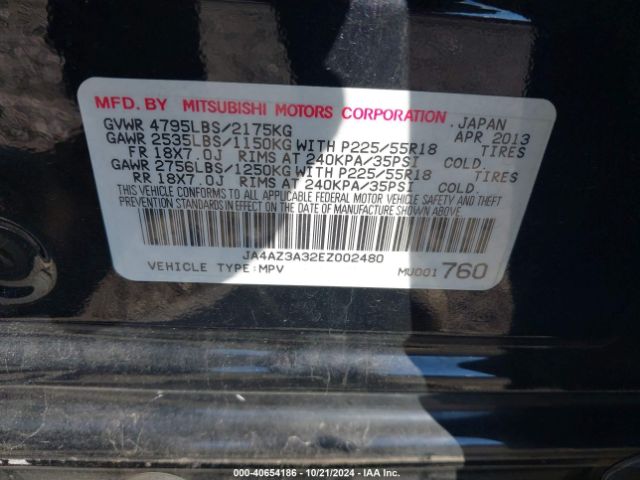 MFD. BY MITSUBISHI MOTORS CORPORATION JAPAN
GVWR 4795LBS/2175KG APR 2013
GAWR 2535LBS/1150KG WITH P225/55R18 TIRES
FR 18X7.0J RIMS AT 240KPA/35PSI COLD.
GAWR 2756LBS/1250KG WITH P225/55R18 TIRES
RR 18X7.0J RIMS AT 240KPA/35PSI COLD.
THIS VEHICLE CONFORMS TO ALL APPLICABLE FEDERAL MOTOR VEHICLE SAFETY AND THEFT
PREVENTION STANDARDS IN EFFECT ON THE DATE OF MANUFACTURE SHOWN ABOVE.
JA4AZ3A32EZ002480
VEHICLE TYPE:MPV MU001 760
000-40654186 - 10/21/2024 - IAA Inc.